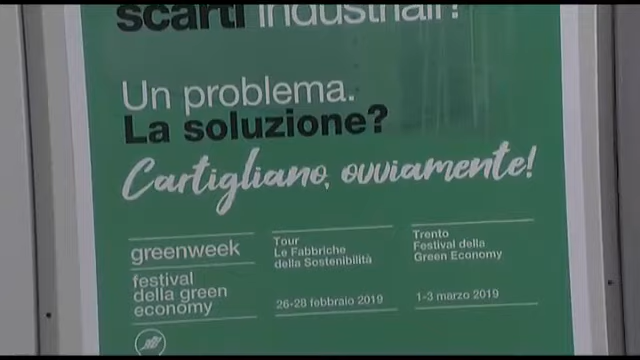 scarti industriali?
Un problema.
La soluzione?
Cartigliano, ovviamente!
greenweek
festival
della green
economy
Tour
Le Fabbriche
della Sostenibilità
26-28 febbraio 2019
Trento
Festival della
Green Economy
1-3 marzo 2019